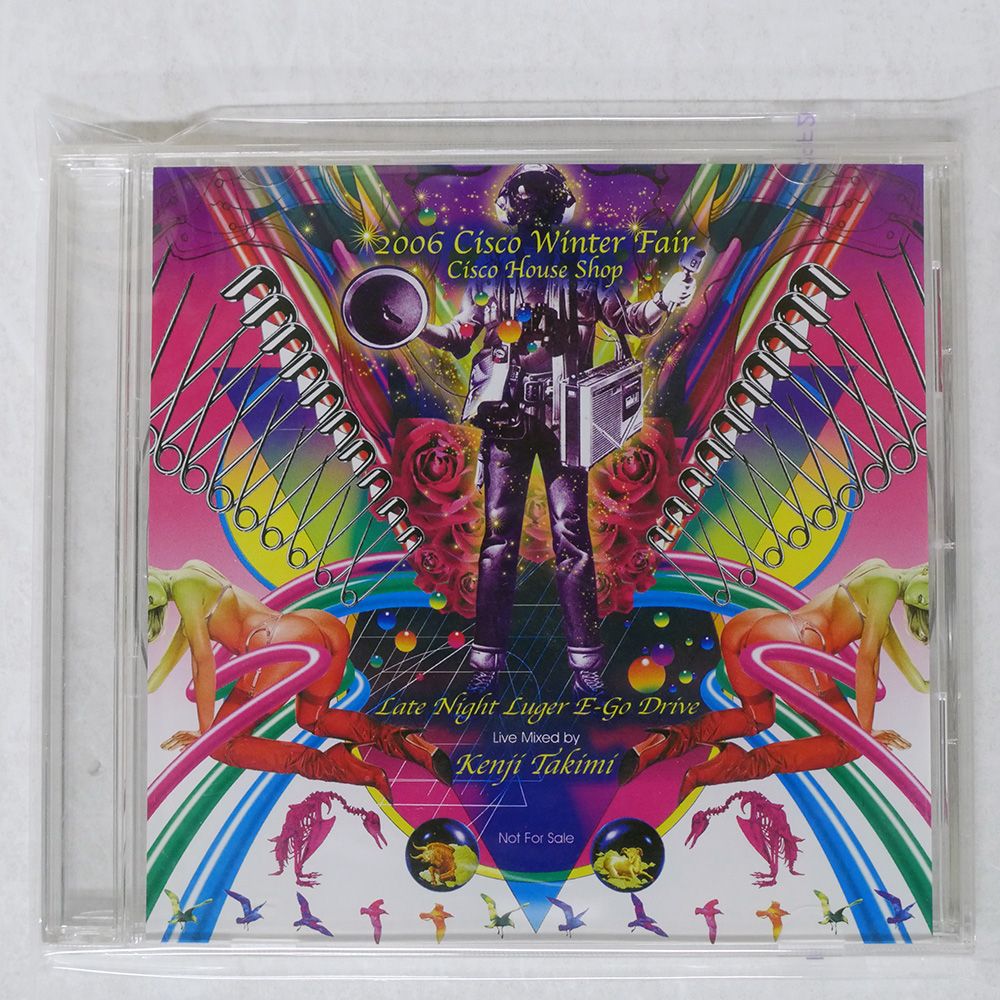 2006 Cisco Winter Fair
Cisco House Shop
Late Night Luger E-Go Drive
Live Mixed by
Kenji Takimi
Not For Sale